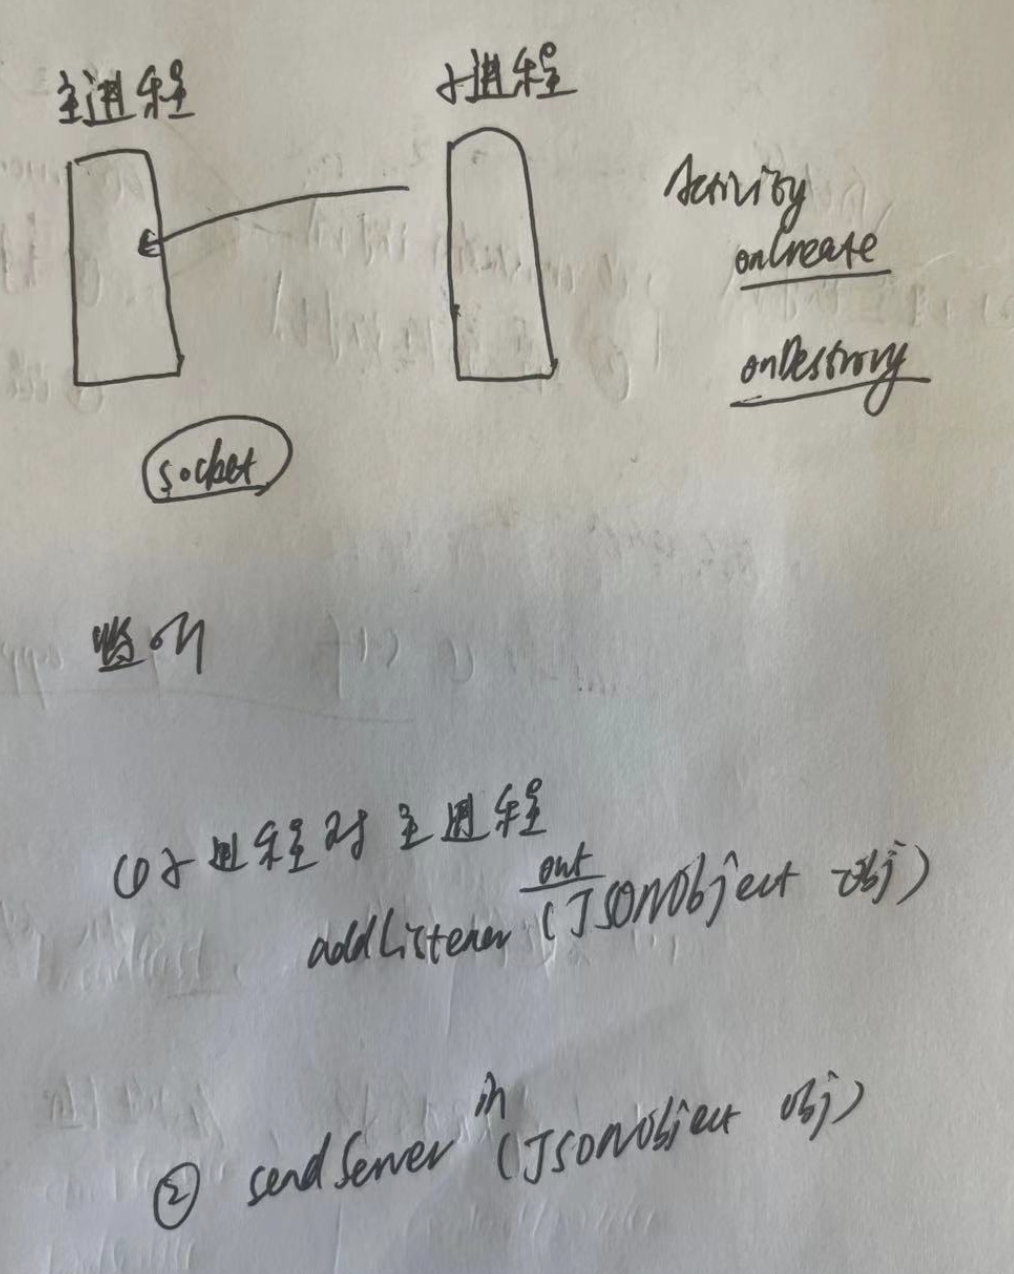 主进程
子进程
Activity
onCreate
onDestrory
socket
监听
(1)子进程对主进程
out
addListener (JSONObject obj)
in
② sendServer (JSONObject obj)